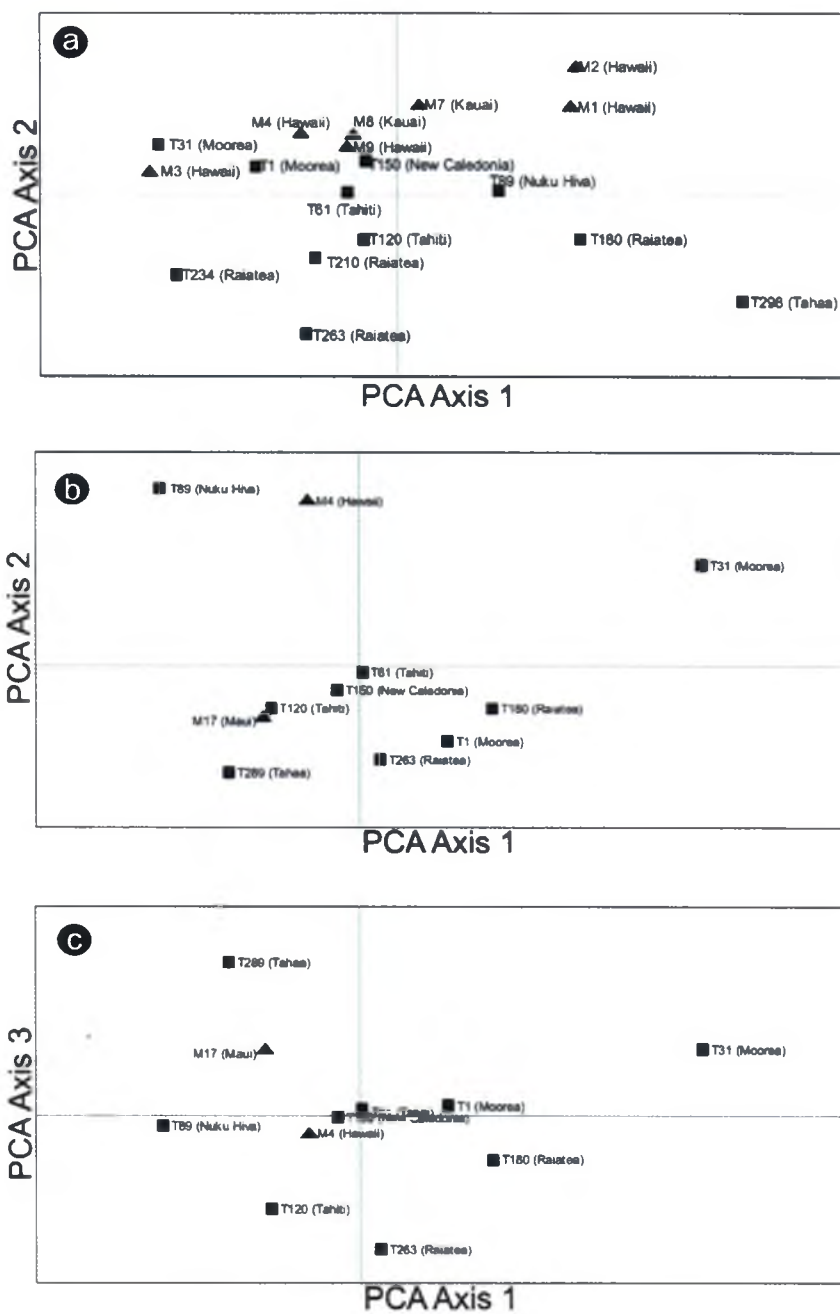 a
M2 (Hawaii)
M7 (Kauai)
M1 (Hawaii)
M4 (Hawaii)
M8 (Kauai)
T31 (Moorea)
M9 (Hawaii)
M3 (Hawaii)
T1 (Moorea)
T150 (New Caledonia)
T89 (Nuku Hiva)
T61 (Tahiti)
T120 (Tahiti)
T180 (Raiatea)
T210 (Raiatea)
T234 (Raiatea)
T298 (Tahaa)
T263 (Raiatea)
PCA Axis 2
PCA Axis 1
b
T89 (Nuku Hiva)
M4 (Hawaii)
T31 (Moorea)
T61 (Tahiti)
T150 (New Caledonia)
T120 (Tahiti)
T180 (Raiatea)
M17 (Maui)
T1 (Moorea)
T263 (Raiatea)
T289 (Tahaa)
PCA Axis 2
PCA Axis 1
c
T289 (Tahaa)
M17 (Maui)
T31 (Moorea)
T1 (Moorea)
T89 (Nuku Hiva)
M4 (Hawaii)
T180 (Raiatea)
T120 (Tahiti)
T263 (Raiatea)
PCA Axis 3
PCA Axis 1